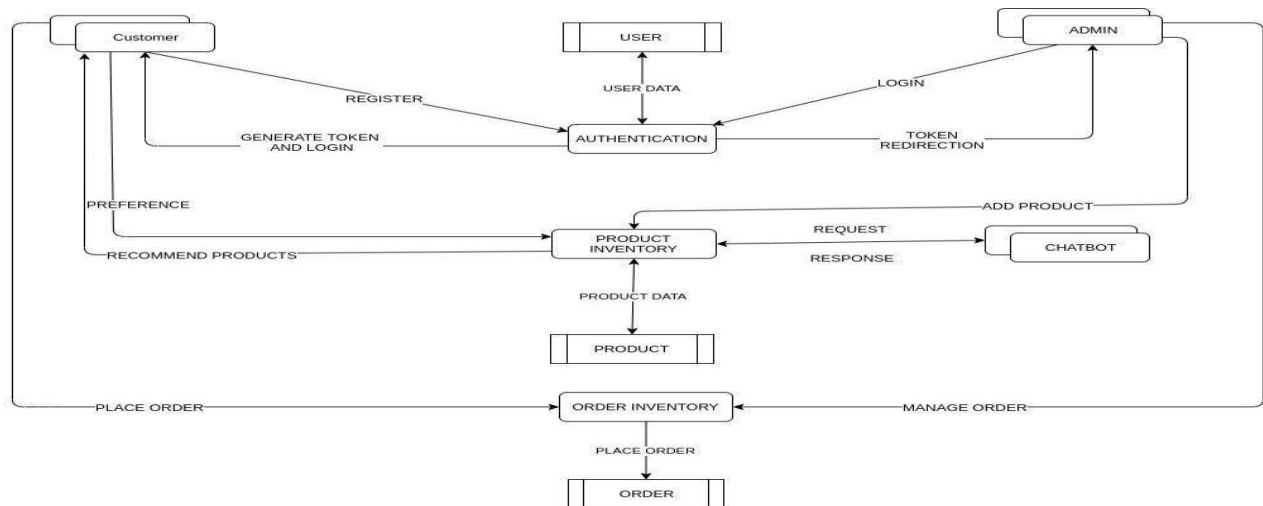 Customer
USER
ADMIN
REGISTER
USER DATA
LOGIN
GENERATE TOKEN
AND LOGIN
AUTHENTICATION
TOKEN
REDIRECTION
PREFERENCE
ADD PRODUCT
RECOMMEND PRODUCTS
PRODUCT
INVENTORY
REQUEST
RESPONSE
CHATBOT
PRODUCT DATA
PRODUCT
PLACE ORDER
ORDER INVENTORY
MANAGE ORDER
PLACE ORDER
ORDER